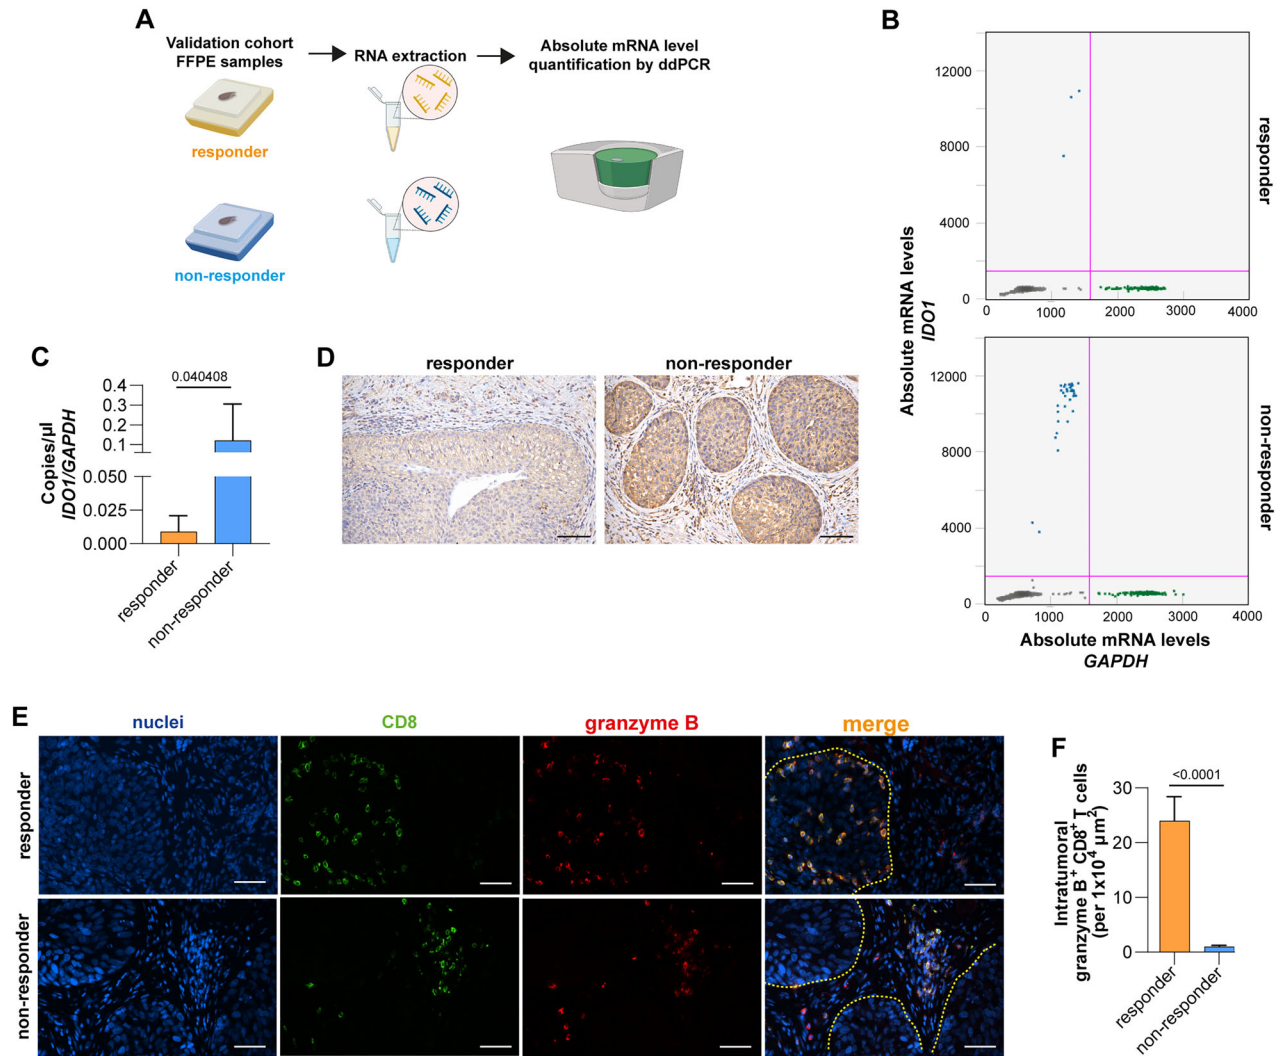 A
Validation cohort
FFPE samples
RNA extraction
Absolute mRNA level
quantification by ddPCR
responder
non-responder
B
12000
8000
4000
0
0 1000 2000 3000 4000
responder
12000
8000
4000
0
0 1000 2000 3000 4000
non-responder
Absolute mRNA levels
IDO1
Absolute mRNA levels
GAPDH
C
0.040408
0.4
0.3
0.2
0.1
0.050
0.025
0.000
Copies/µl
IDO1/GAPDH
responder
non-responder
D
responder non-responder
E
nuclei CD8 granzyme B merge
responder
non-responder
F
<0.0001
30
20
10
0
Intratumoral
granzyme B⁺ CD8⁺ T cells
(per 1x10⁴ µm²)
responder
non-responder